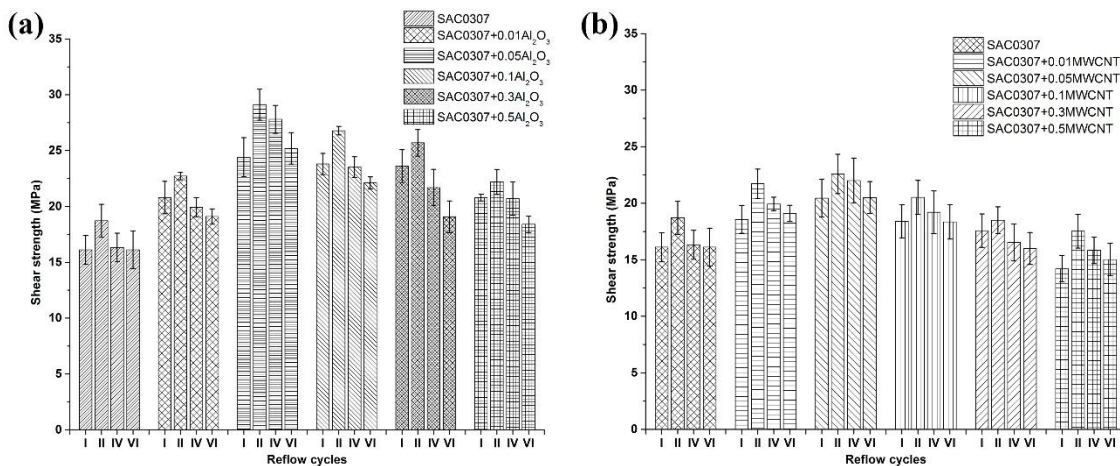 (a)
SAC0307
SAC0307+0.01Al₂O₃
SAC0307+0.05Al₂O₃
SAC0307+0.1Al₂O₃
SAC0307+0.3Al₂O₃
SAC0307+0.5Al₂O₃
Shear strength (MPa)
35
30
25
20
15
10
5
0
I II IV VI I II IV VI I II IV VI I II IV VI I II IV VI I II IV VI
Reflow cycles
(b)
SAC0307
SAC0307+0.01MWCNT
SAC0307+0.05MWCNT
SAC0307+0.1MWCNT
SAC0307+0.3MWCNT
SAC0307+0.5MWCNT
Shear strength (MPa)
35
30
25
20
15
10
5
0
I II IV VI I II IV VI I II IV VI I II IV VI I II IV VI I II IV VI
Reflow cycles